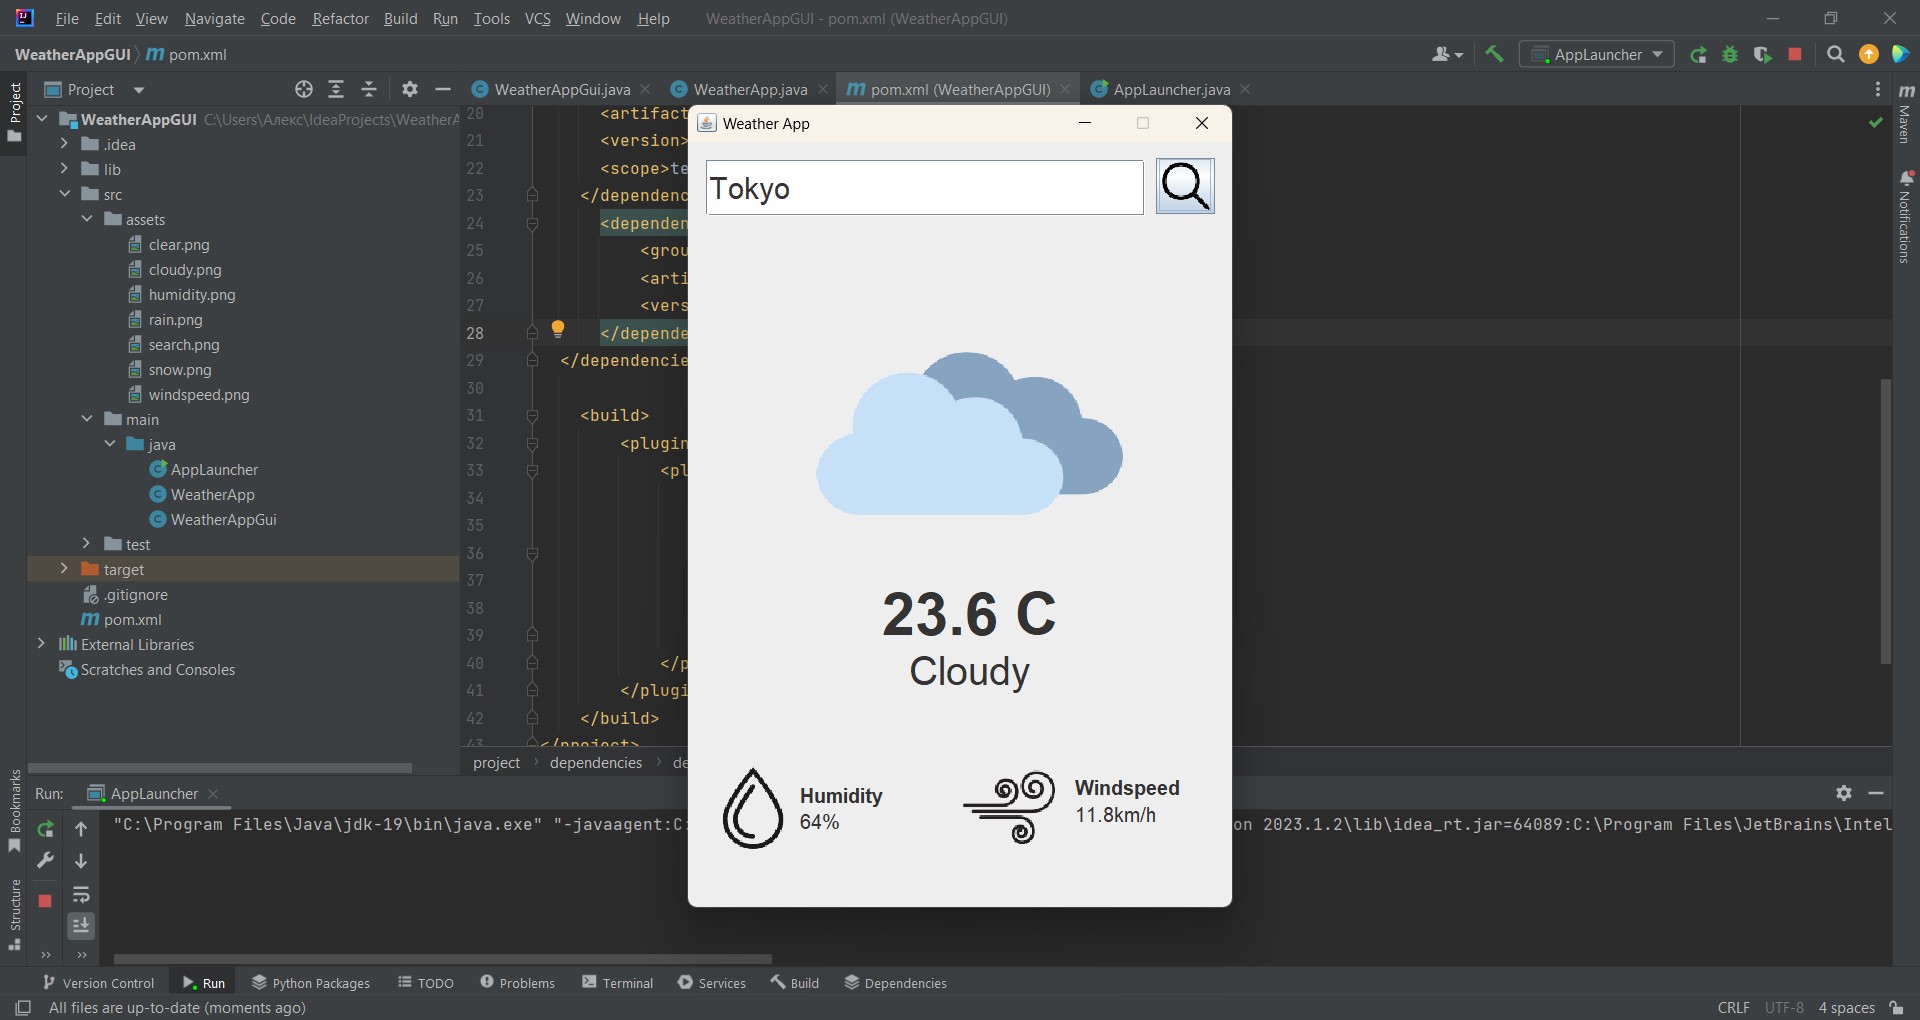 File Edit View Navigate Code Refactor Build Run Tools VCS Window Help WeatherAppGUI - pom.xml (WeatherAppGUI)
WeatherAppGUI m pom.xml AppLauncher
Project WeatherAppGui.java WeatherApp.java m pom.xml (WeatherAppGUI) AppLauncher.java
Project
WeatherAppGUI C:\Users\Алекс\IdeaProjects\WeatherA
.idea
lib
src
assets
clear.png
cloudy.png
humidity.png
rain.png
search.png
snow.png
windspeed.png
main
java
AppLauncher
WeatherApp
WeatherAppGui
test
target
.gitignore
m pom.xml
External Libraries
Scratches and Consoles
20 <artifact
21 <version>
22 <scope>te
23 </dependenc
24 <dependen
25 <grou
26 <arti
27 <vers
28 </depende
29 </dependencie
30
31 <build>
32 <plugin
33 <pl
34
35
36
37
38
39
40 </p
41 </plugi
42 </build>
43 </project>
project dependencies de
Weather App
Tokyo
23.6 C
Cloudy
Humidity
64%
Windspeed
11.8km/h
m Maven
Notifications
Bookmarks
Structure
Run: AppLauncher
"C:\Program Files\Java\jdk-19\bin\java.exe" "-javaagent:C: on 2023.1.2\lib\idea_rt.jar=64089:C:\Program Files\JetBrains\Intel
Version Control Run Python Packages TODO Problems Terminal Services Build Dependencies
All files are up-to-date (moments ago) CRLF UTF-8 4 spaces